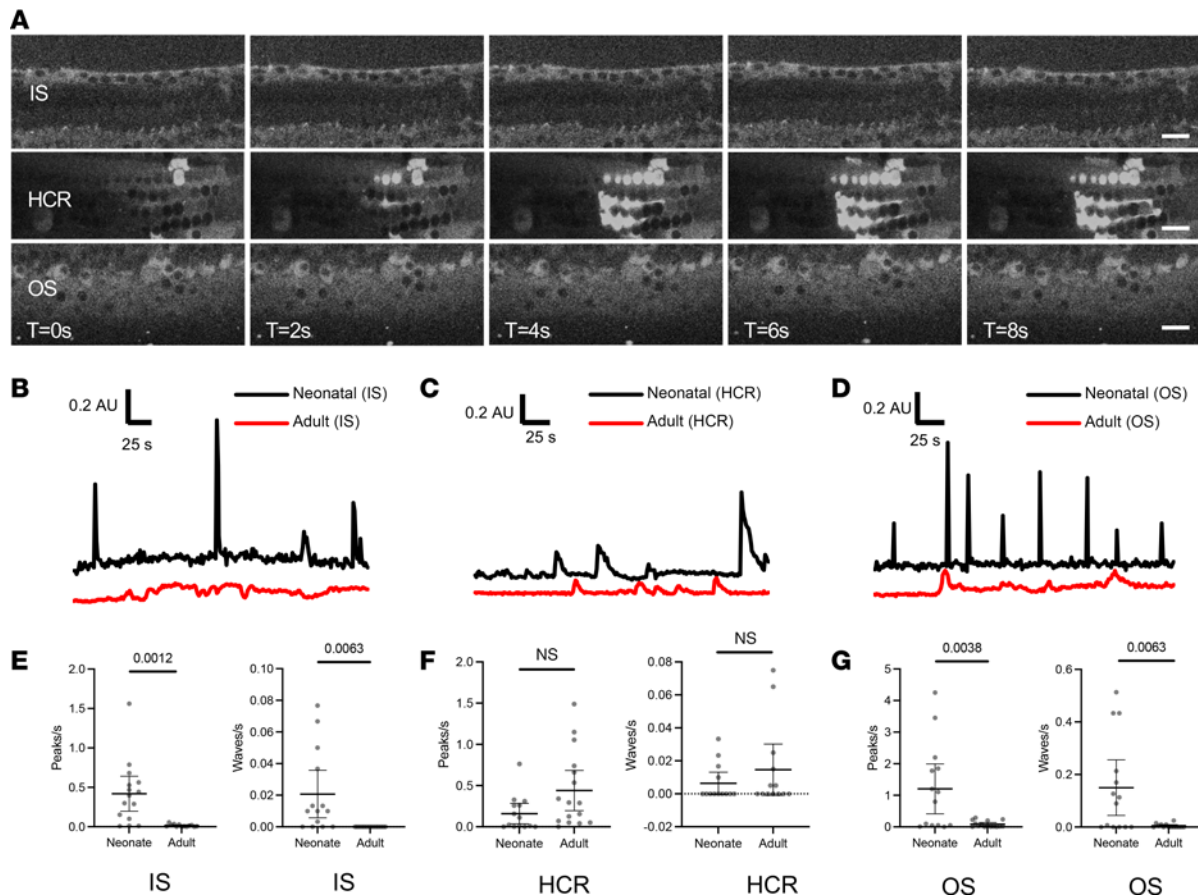 A
IS
HCR
OS
T=0s T=2s T=4s T=6s T=8s
B
0.2 AU
25 s
Neonatal (IS)
Adult (IS)
C
0.2 AU
25 s
Neonatal (HCR)
Adult (HCR)
D
0.2 AU
25 s
Neonatal (OS)
Adult (OS)
E
0.0012
Peaks/s
2.0
1.5
1.0
0.5
0.0
Neonate Adult
IS
0.0063
Waves/s
0.10
0.08
0.06
0.04
0.02
0.00
Neonate Adult
IS
F
NS
Peaks/s
2.0
1.5
1.0
0.5
0.0
Neonate Adult
HCR
NS
Waves/s
0.08
0.06
0.04
0.02
0.00
-0.02
Neonate Adult
HCR
G
0.0038
Peaks/s
5
4
3
2
1
0
Neonate Adult
OS
0.0063
Waves/s
0.6
0.4
0.2
0.0
Neonate Adult
OS